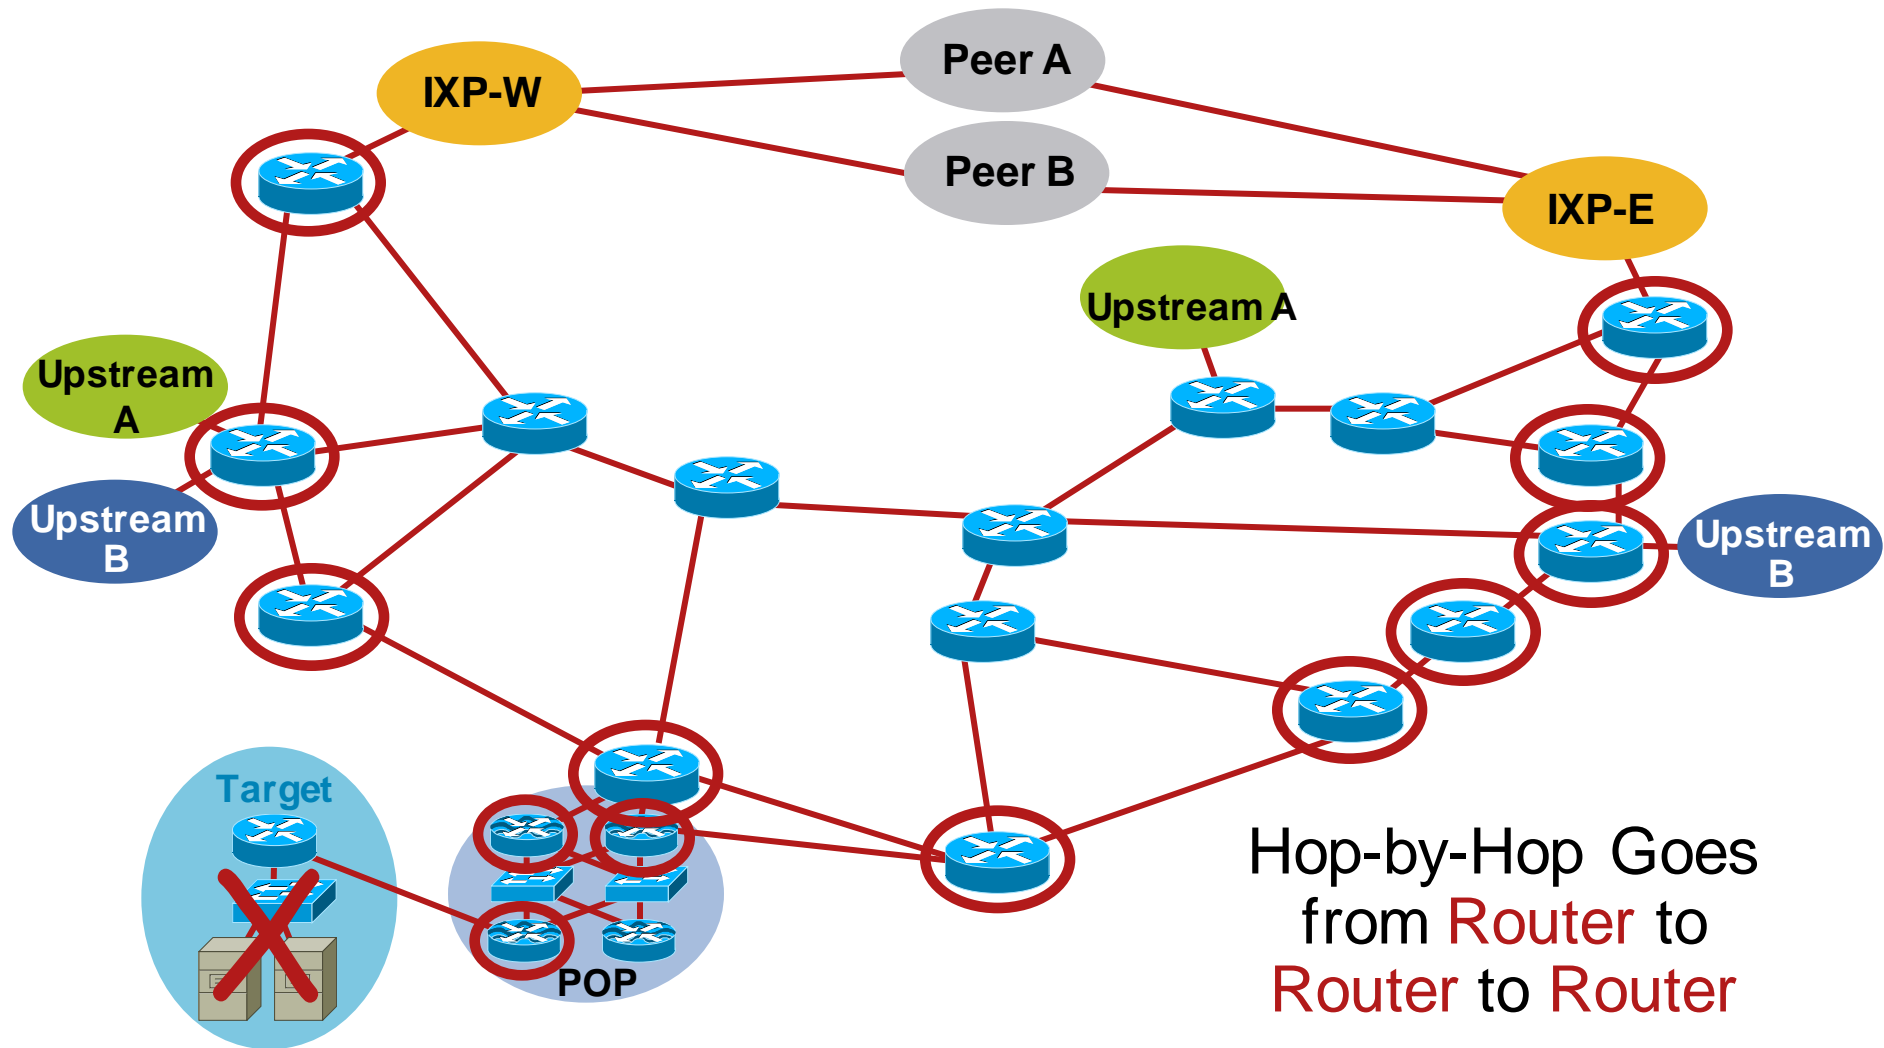 Peer A
IXP-W
Peer B
IXP-E
Upstream A
Upstream
A
Upstream
B
Upstream
B
Target
POP
Hop-by-Hop Goes
from Router to
Router to Router